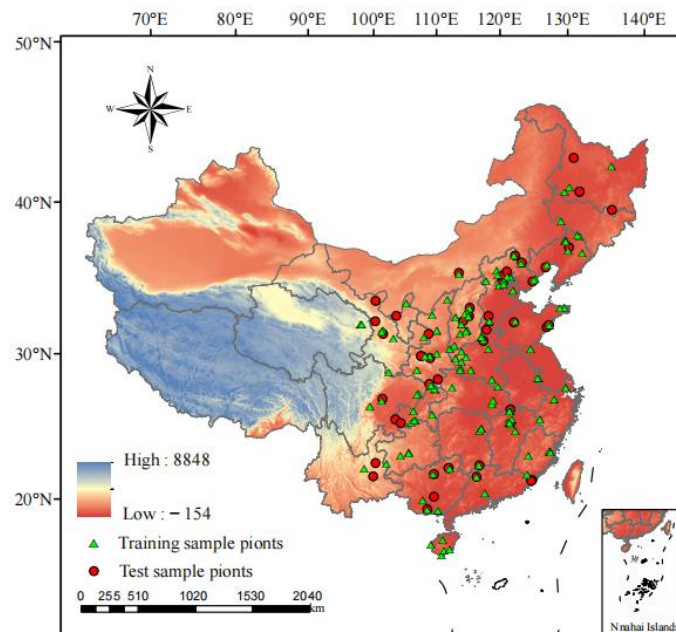 70°E 80°E 90°E 100°E 110°E 120°E 130°E 140°E
50°N
N
W E
S
40°N
30°N
High : 8848
20°N
Low : − 154
Training sample pionts
Test sample pionts
0 255 510 1020 1530 2040
km
Nnahai Islands